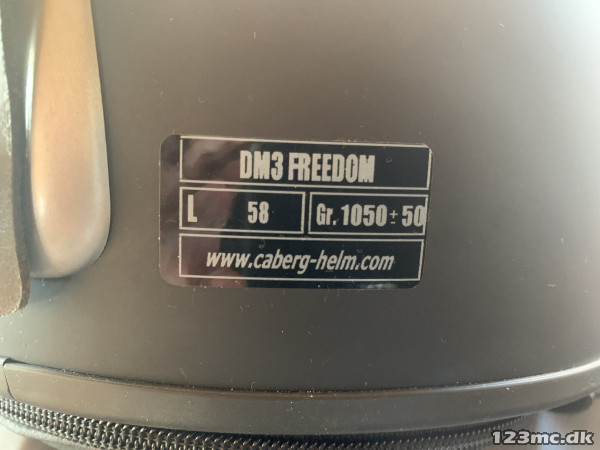 DM3 FREEDOM
L 58 Gr. 1050 ± 50
www.caberg-helm.com
123mc.dk